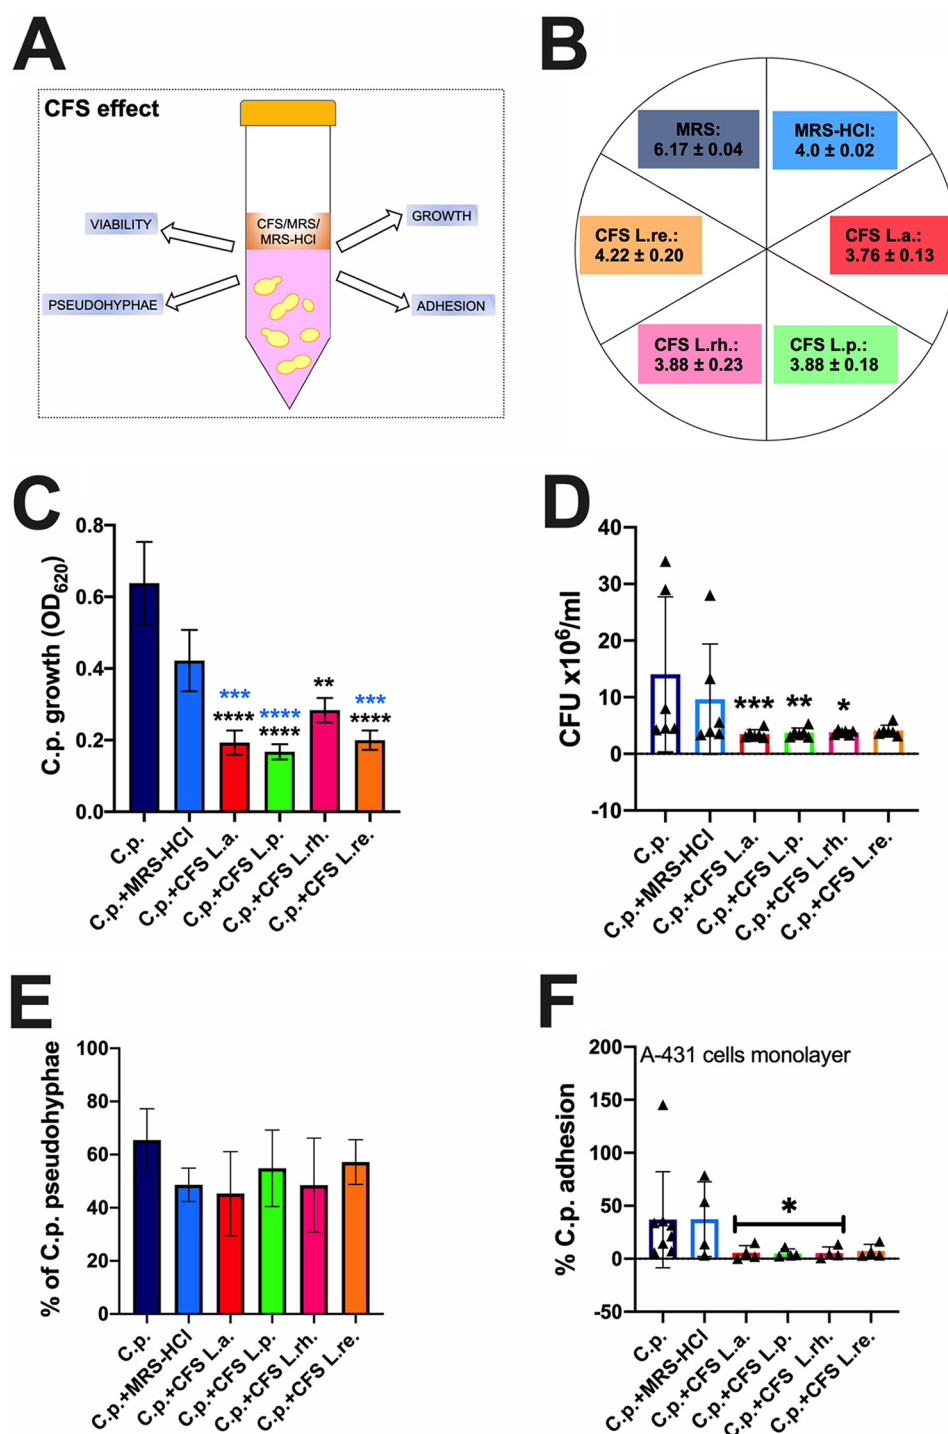 A
CFS effect
VIABILITY
PSEUDOHYPHAE
CFS/MRS/
MRS-HCl
GROWTH
ADHESION
B
MRS:
6.17 ± 0.04
MRS-HCl:
4.0 ± 0.02
CFS L.re.:
4.22 ± 0.20
CFS L.a.:
3.76 ± 0.13
CFS L.rh.:
3.88 ± 0.23
CFS L.p.:
3.88 ± 0.18
C
C.p. growth (OD620)
0.8
0.6
0.4
0.2
0.0
***
****
****
****
**
***
****
C.p.
C.p.+MRS-HCl
C.p.+CFS L.a.
C.p.+CFS L.p.
C.p.+CFS L.rh.
C.p.+CFS L.re.
D
CFU x10⁶/ml
40
30
20
10
0
-10
***
**
*
C.p.
C.p.+MRS-HCl
C.p.+CFS L.a.
C.p.+CFS L.p.
C.p.+CFS L.rh.
C.p.+CFS L.re.
E
% of C.p. pseudohyphae
100
80
60
40
20
0
C.p.
C.p.+MRS-HCl
C.p.+CFS L.a.
C.p.+CFS L.p.
C.p.+CFS L.rh.
C.p.+CFS L.re.
F
A-431 cells monolayer
% C.p. adhesion
200
150
100
50
0
-50
*
C.p.
C.p.+MRS-HCl
C.p.+CFS L.a.
C.p.+CFS L.p.
C.p.+CFS L.rh.
C.p.+CFS L.re.